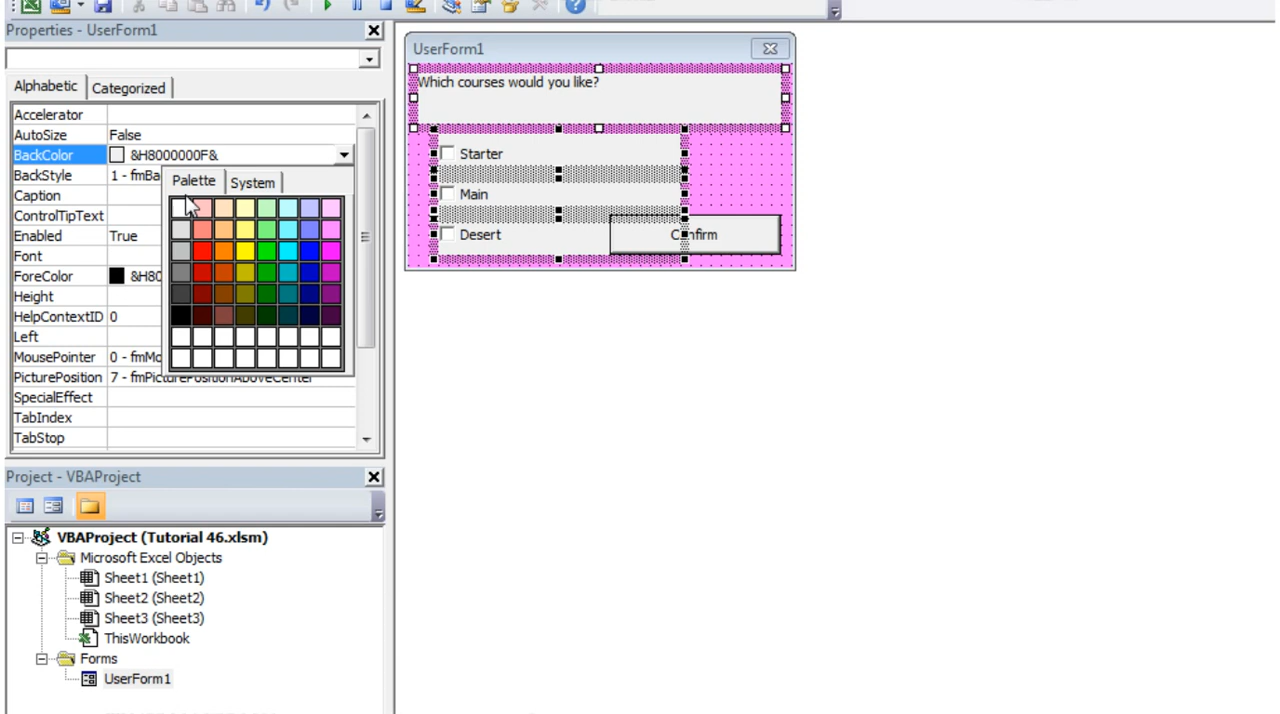 Properties - UserForm1
Alphabetic Categorized
Accelerator
AutoSize False
BackColor &H8000000F&
BackStyle 1 - fmBa
Caption
ControlTipText
Enabled True
Font
ForeColor &H80
Height
HelpContextID 0
Left
MousePointer 0 - fmMo
PicturePosition 7 - fmPicturePositionAboveCenter
SpecialEffect
TabIndex
TabStop
Palette System
UserForm1
Which courses would you like?
Starter
Main
Desert
Confirm
Project - VBAProject
VBAProject (Tutorial 46.xlsm)
Microsoft Excel Objects
Sheet1 (Sheet1)
Sheet2 (Sheet2)
Sheet3 (Sheet3)
ThisWorkbook
Forms
UserForm1